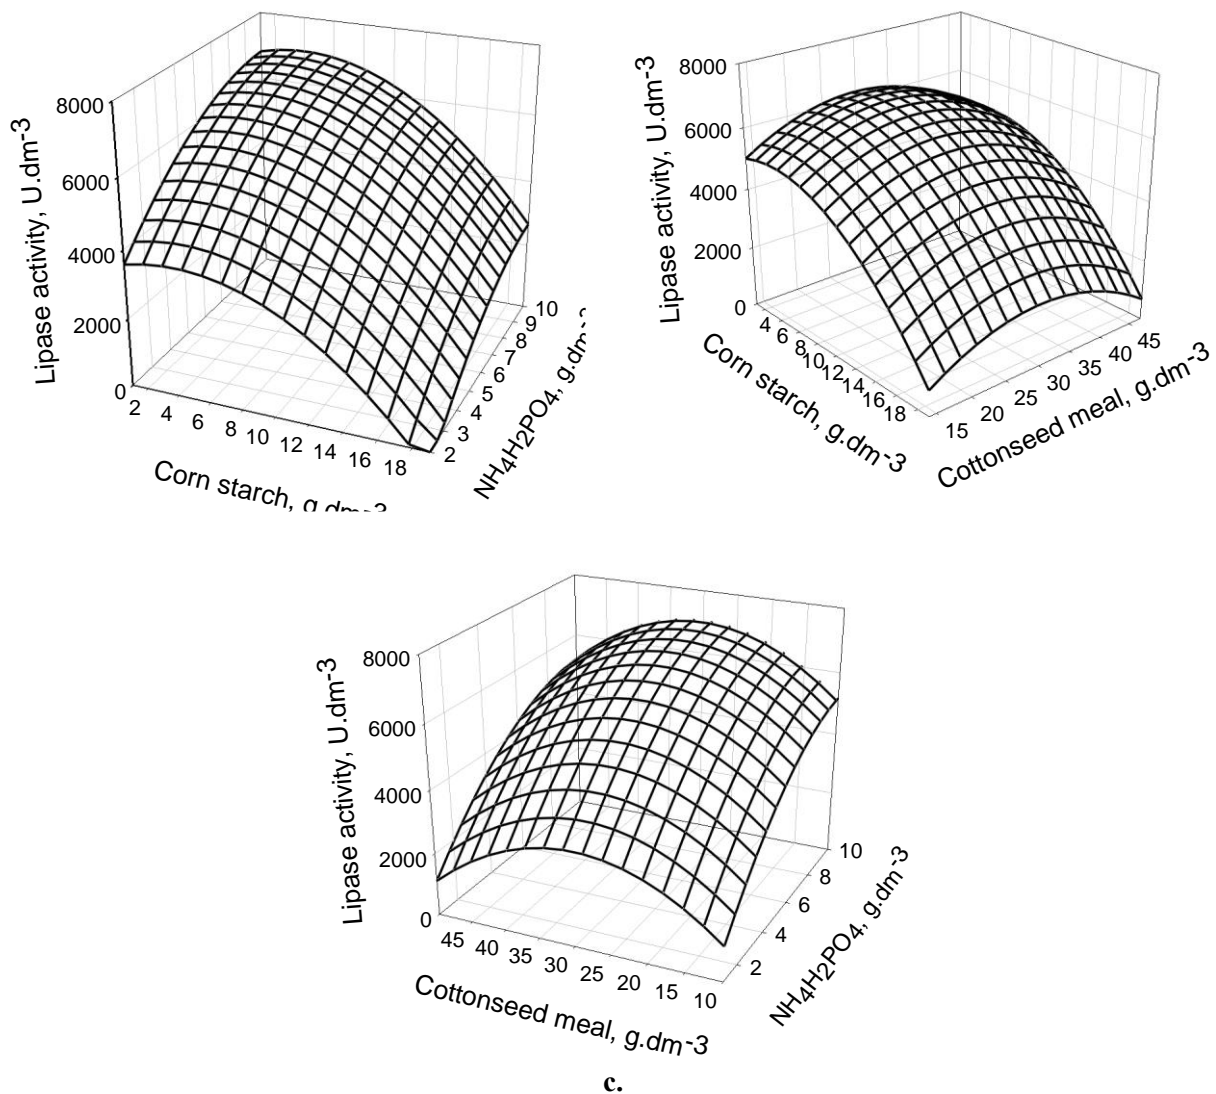 8000
6000
4000
2000
0
Lipase activity, U.dm-3
2 4 6 8 10 12 14 16 18
Corn starch, g.dm-3
2 3 4 5 6 7 8 9 10
NH4H2PO4, g.dm-3
8000
6000
4000
2000
0
Lipase activity, U.dm-3
4 6 8 10 12 14 16 18
Corn starch, g.dm-3
15 20 25 30 35 40 45
Cottonseed meal, g.dm-3
8000
6000
4000
2000
0
Lipase activity, U.dm-3
45 40 35 30 25 20 15 10
Cottonseed meal, g.dm-3
2 4 6 8 10
NH4H2PO4, g.dm-3
c.